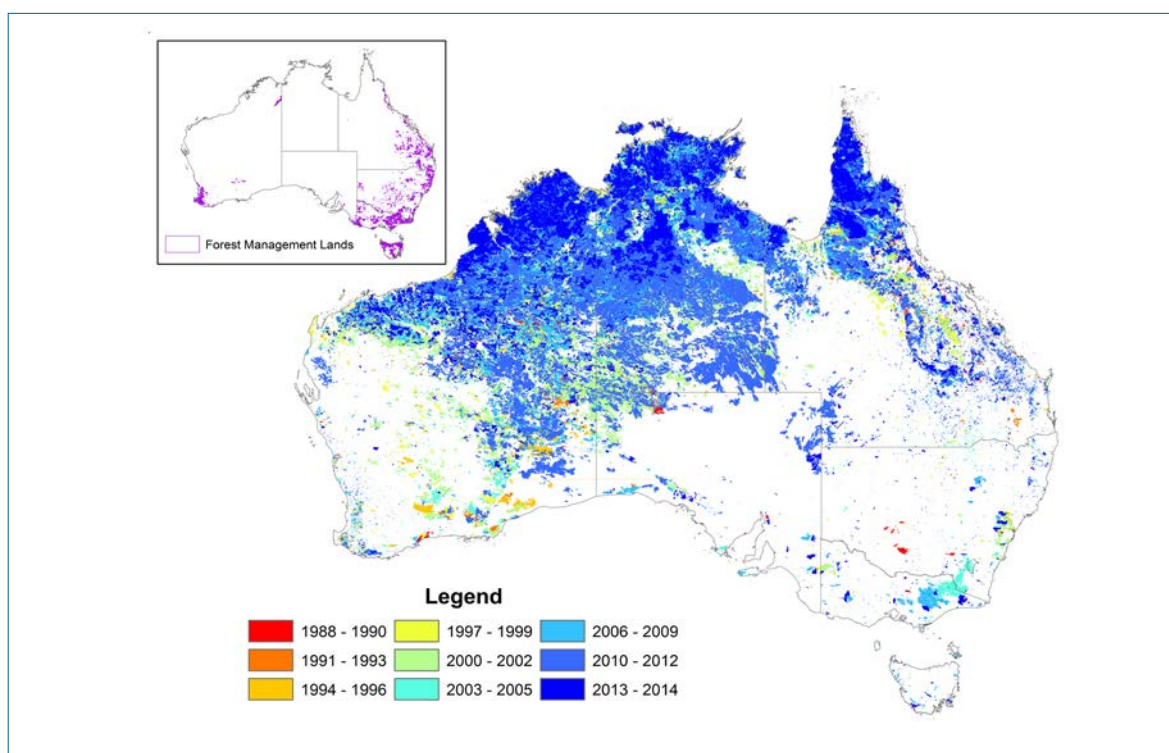 Forest Management Lands
Legend
1988 - 1990
1997 - 1999
2006 - 2009
1991 - 1993
2000 - 2002
2010 - 2012
1994 - 1996
2003 - 2005
2013 - 2014